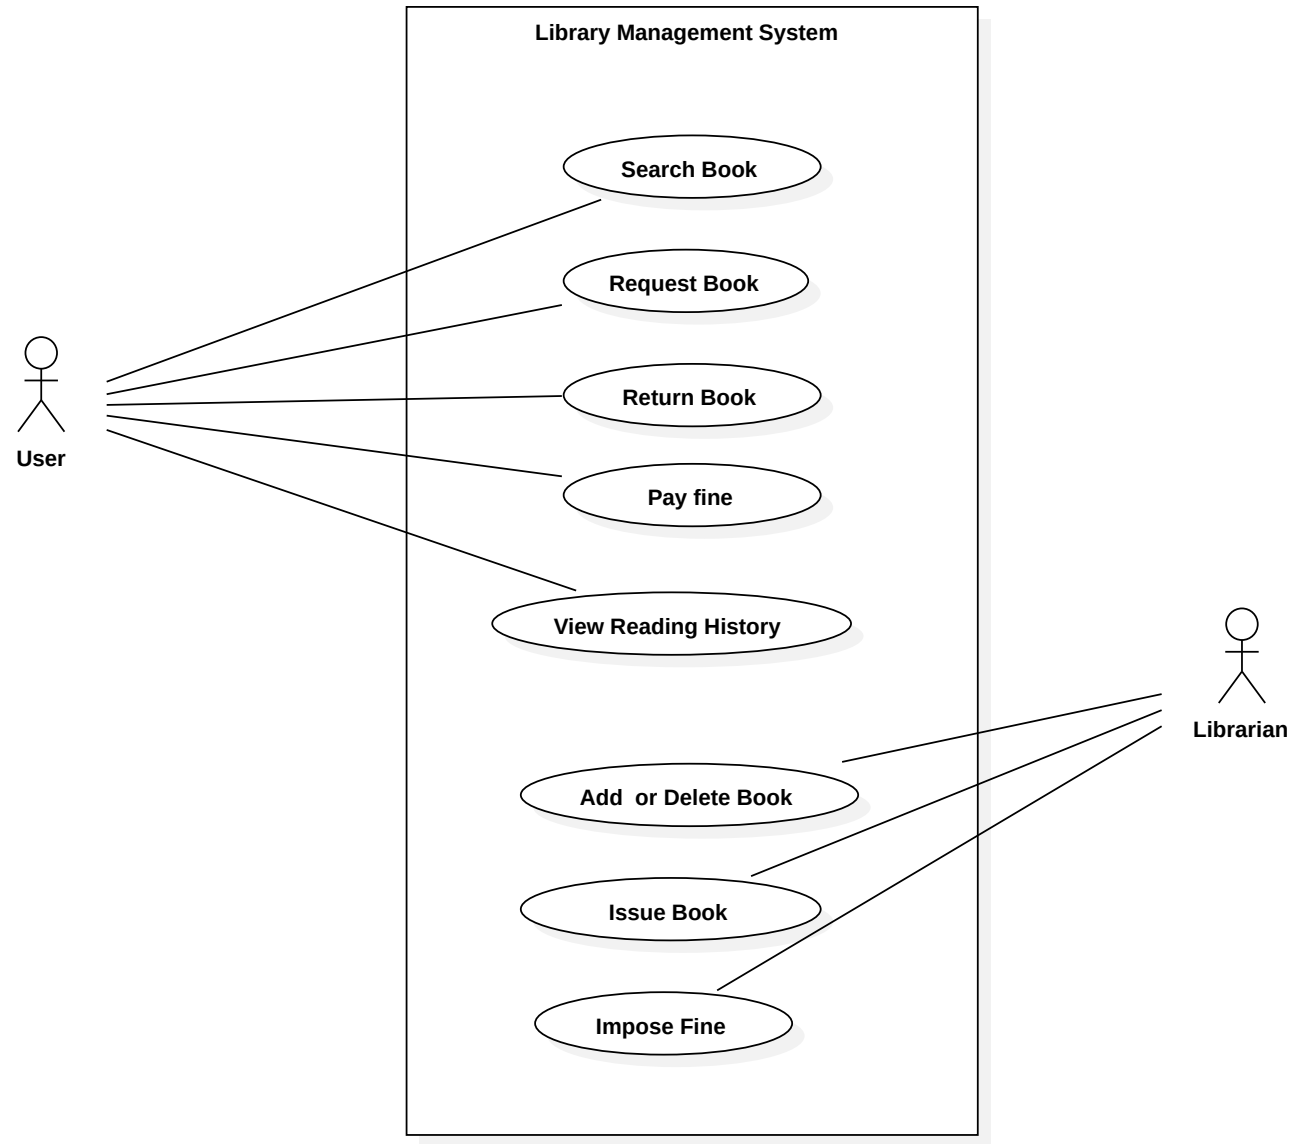 Library Management System
Search Book
Request Book
Return Book
User
Pay fine
View Reading History
Librarian
Add  or Delete Book
Issue Book
Impose Fine